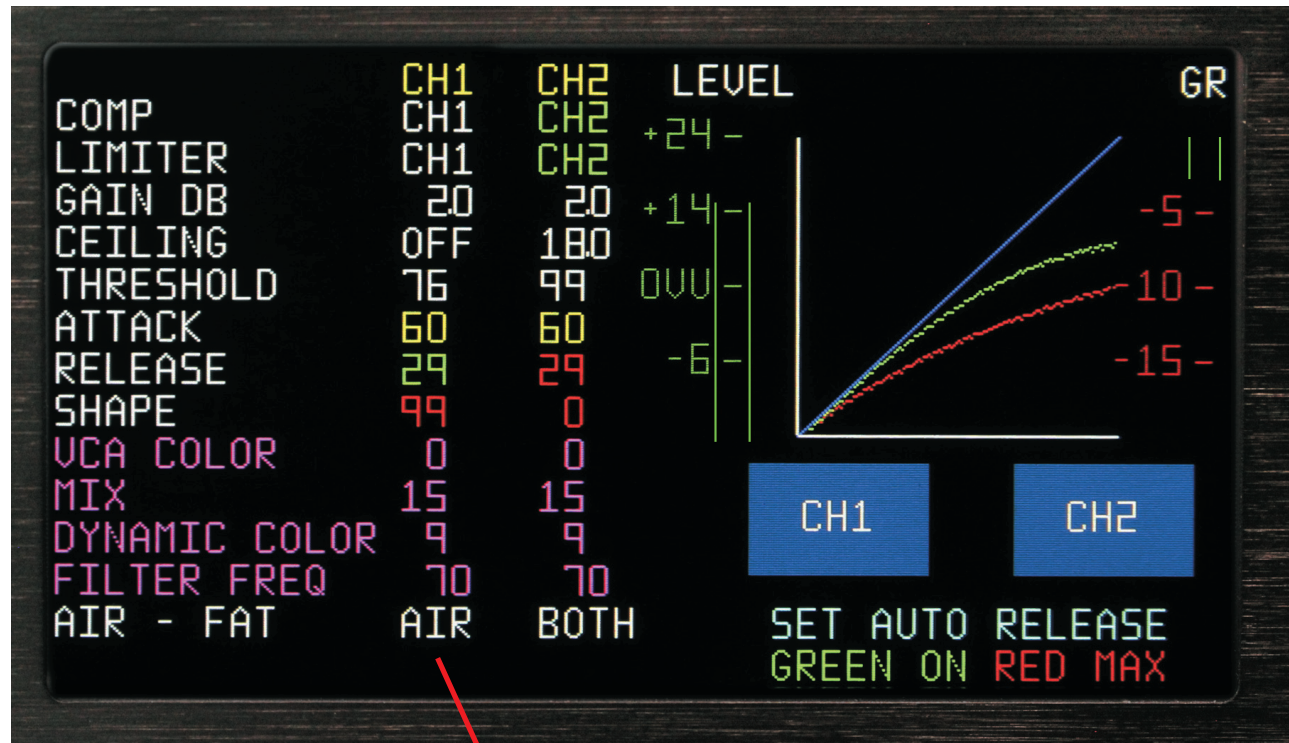 CH1 CH2 LEVEL GR
COMP CH1 CH2
+24 –
LIMITER CH1 CH2
GAIN DB 2.0 2.0
+14 – -5 –
CEILING OFF 18.0
THRESHOLD 76 99
0VU – -10 –
ATTACK 60 60
RELEASE 29 29
-6 – -15 –
SHAPE 99 0
VCA COLOR 0 0
MIX 15 15
CH1 CH2
DYNAMIC COLOR 9 9
FILTER FREQ 70 70
AIR - FAT AIR BOTH
SET AUTO RELEASE
GREEN ON RED MAX